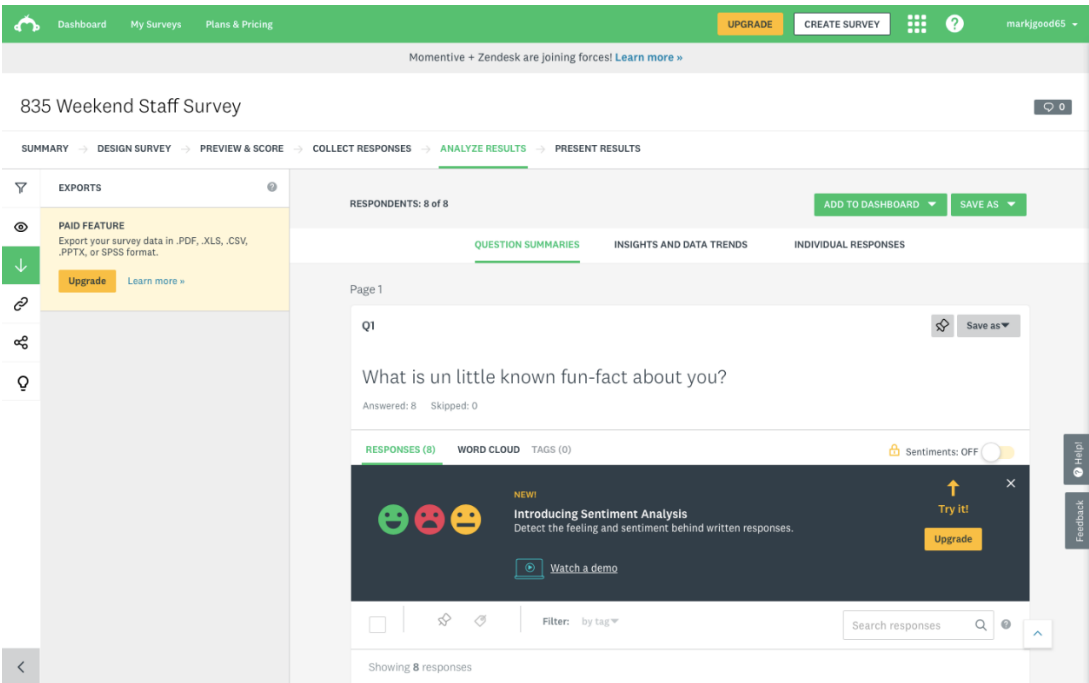 Dashboard My Surveys Plans & Pricing UPGRADE CREATE SURVEY ? markjgood65
Momentive + Zendesk are joining forces! Learn more »
835 Weekend Staff Survey
0
SUMMARY → DESIGN SURVEY → PREVIEW & SCORE → COLLECT RESPONSES → ANALYZE RESULTS → PRESENT RESULTS
EXPORTS ?
PAID FEATURE
Export your survey data in .PDF, .XLS, .CSV,
.PPTX, or SPSS format.
Upgrade Learn more »
RESPONDENTS: 8 of 8 ADD TO DASHBOARD SAVE AS
QUESTION SUMMARIES INSIGHTS AND DATA TRENDS INDIVIDUAL RESPONSES
Page 1
Q1 Save as
What is un little known fun-fact about you?
Answered: 8 Skipped: 0
RESPONSES (8) WORD CLOUD TAGS (0) Sentiments: OFF
NEW!
Introducing Sentiment Analysis
Detect the feeling and sentiment behind written responses.
Watch a demo
Try it!
Upgrade
Filter: by tag Search responses ?
Showing 8 responses
? Help!
Feedback